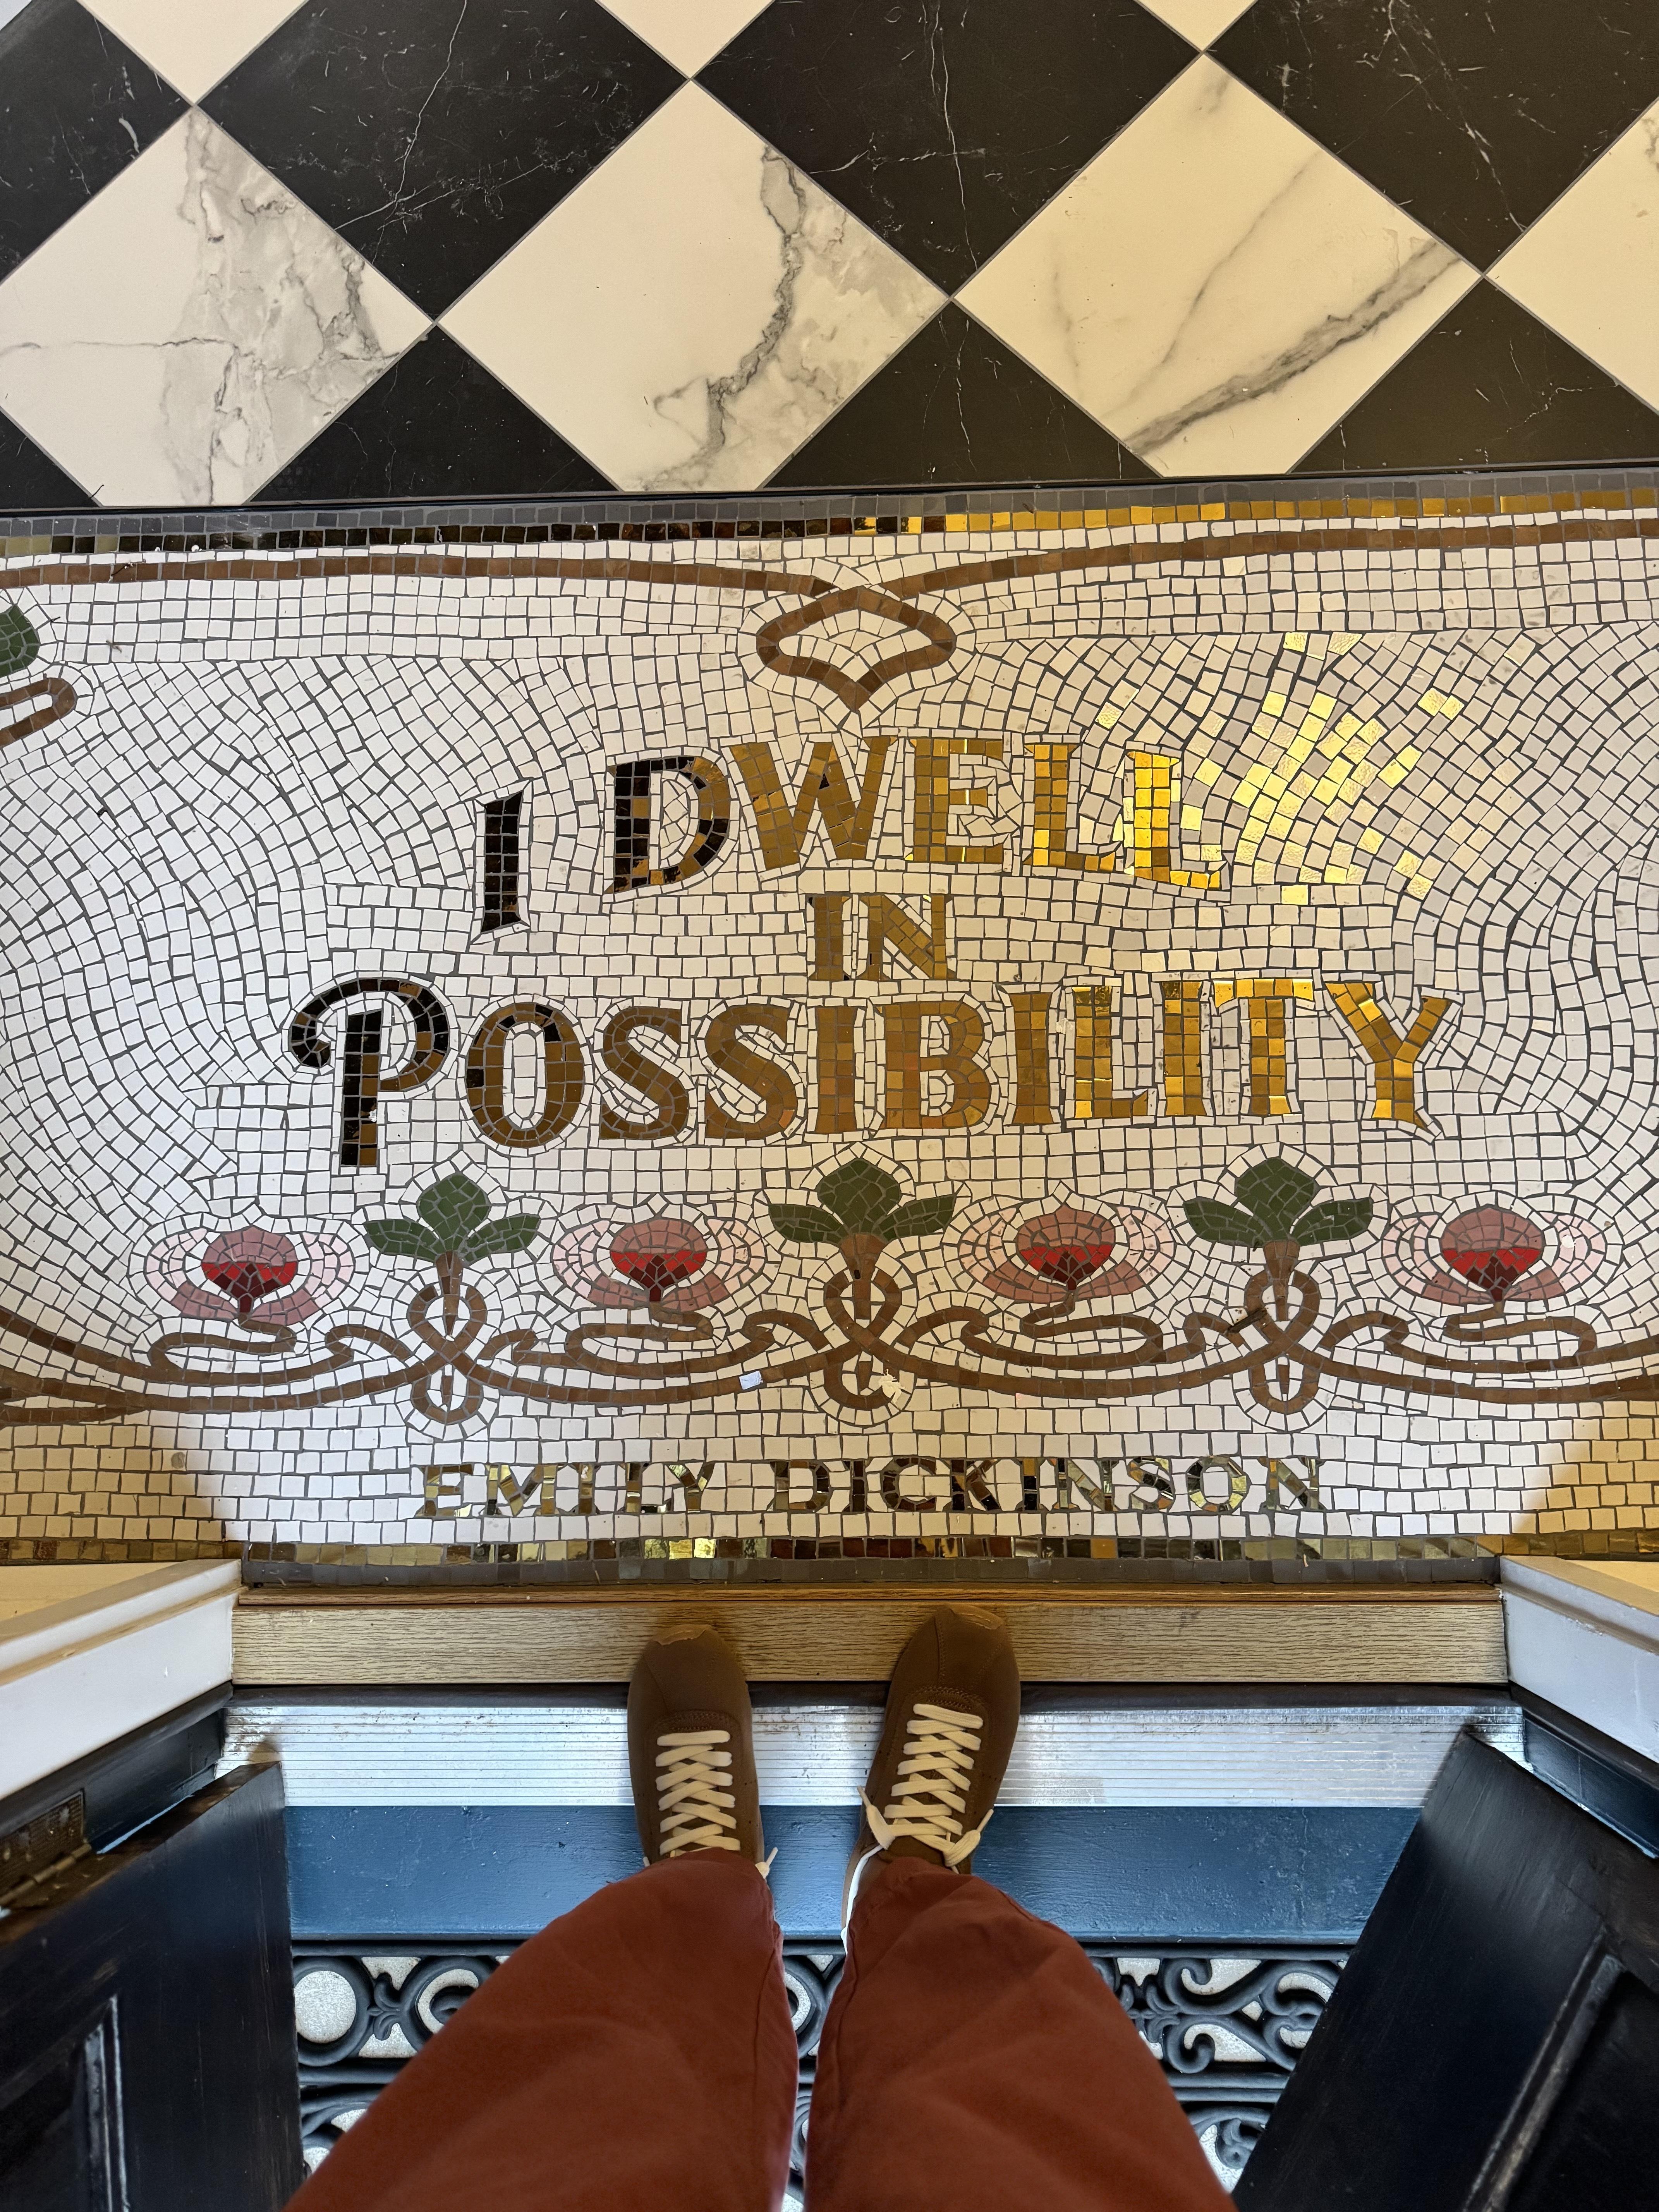 I DWELL
IN
POSSIBILITY
EMILY DICKINSON